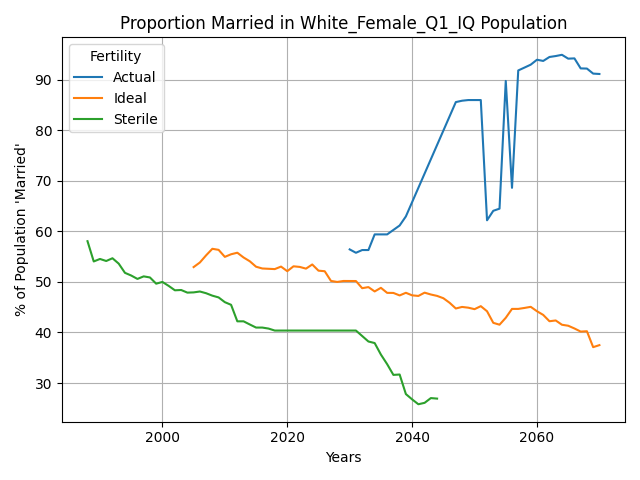 Proportion Married in White_Female_Q1_IQ Population
Fertility
Actual
Ideal
Sterile
% of Population 'Married'
90
80
70
60
50
40
30
2000
2020
2040
2060
Years